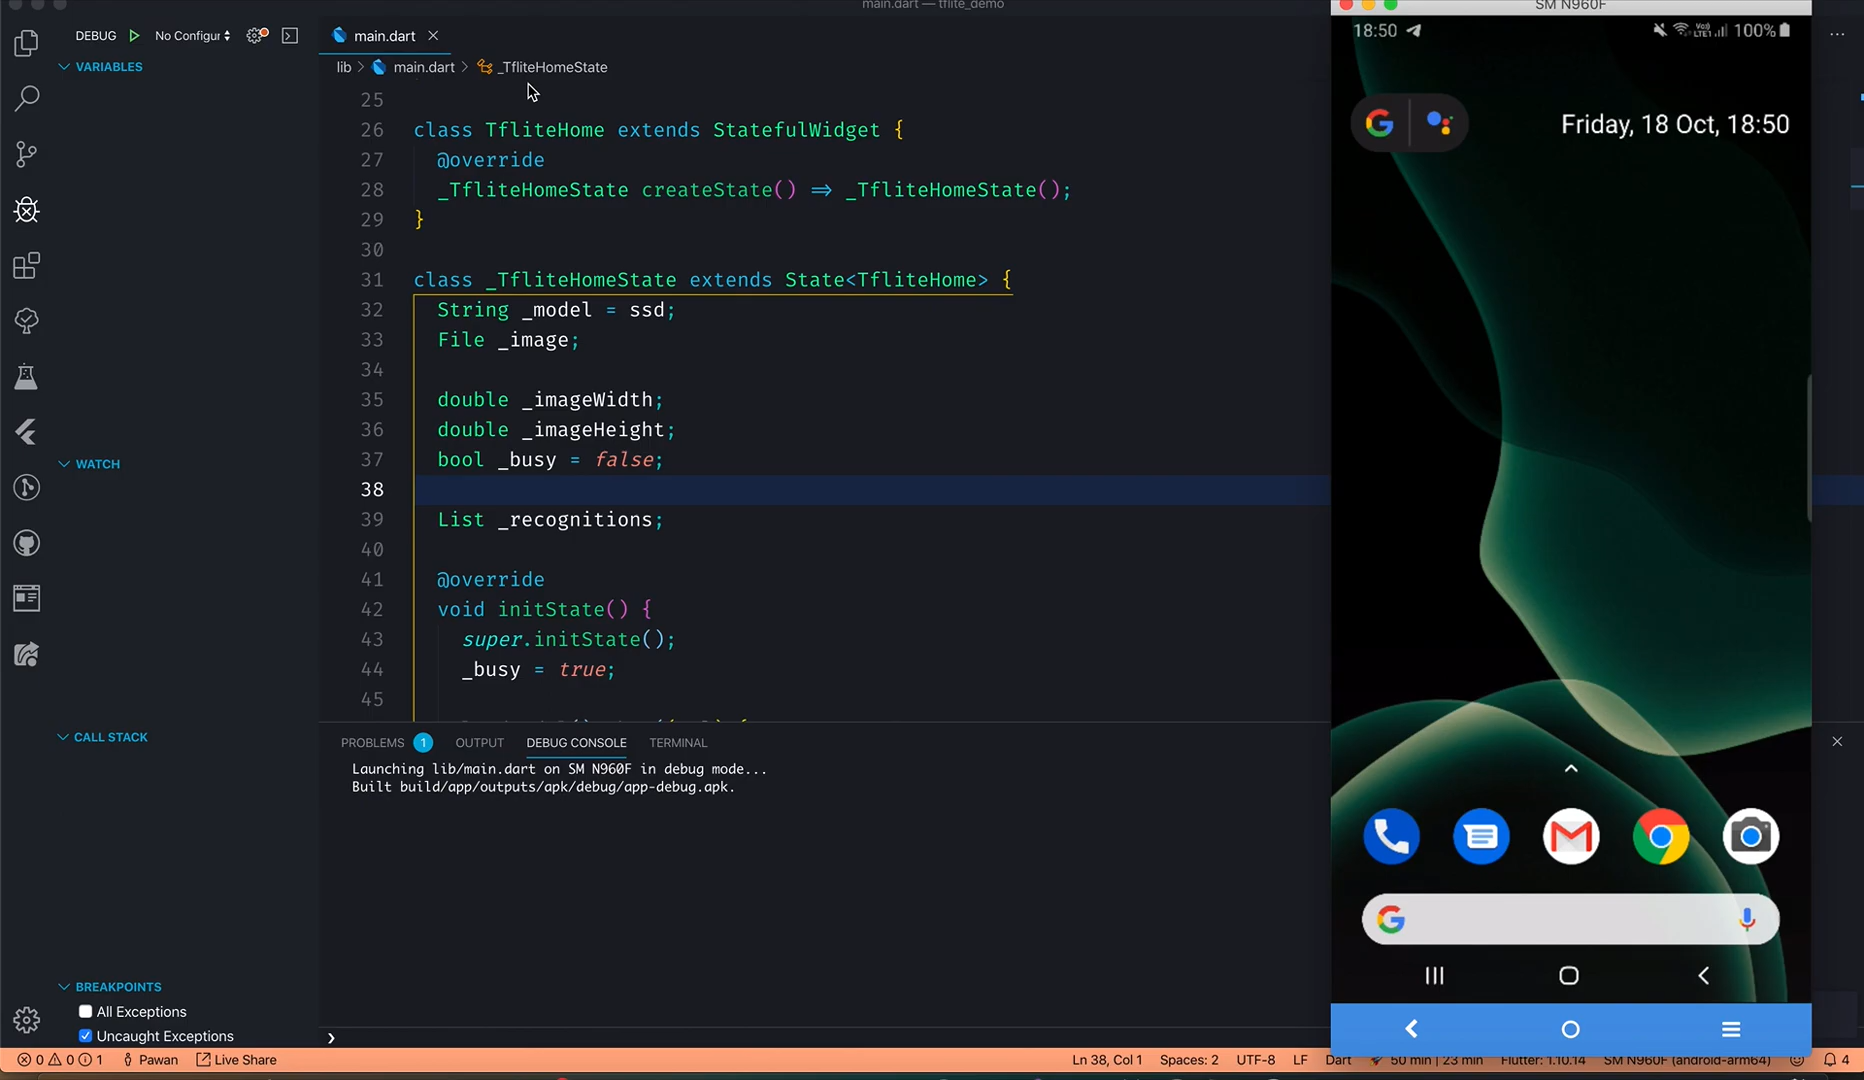 main.dart — tflite_demo
SM N960F
DEBUG No Configur
main.dart
18:50 100%
VARIABLES
lib main.dart _TfliteHomeState
25
26 class TfliteHome extends StatefulWidget {
27 @override
28 _TfliteHomeState createState() => _TfliteHomeState();
29 }
30
31 class _TfliteHomeState extends State<TfliteHome> {
32 String _model = ssd;
33 File _image;
34
35 double _imageWidth;
36 double _imageHeight;
37 bool _busy = false;
38
39 List _recognitions;
40
41 @override
42 void initState() {
43 super.initState();
44 _busy = true;
45
Friday, 18 Oct, 18:50
WATCH
CALL STACK
PROBLEMS 1 OUTPUT DEBUG CONSOLE TERMINAL
Launching lib/main.dart on SM N960F in debug mode...
Built build/app/outputs/apk/debug/app-debug.apk.
BREAKPOINTS
All Exceptions
Uncaught Exceptions
0 0 1 Pawan Live Share Ln 38, Col 1 Spaces: 2 UTF-8 LF Dart 50 min | 23 min Flutter: 1.10.14 SM N960F (android-arm64) 4